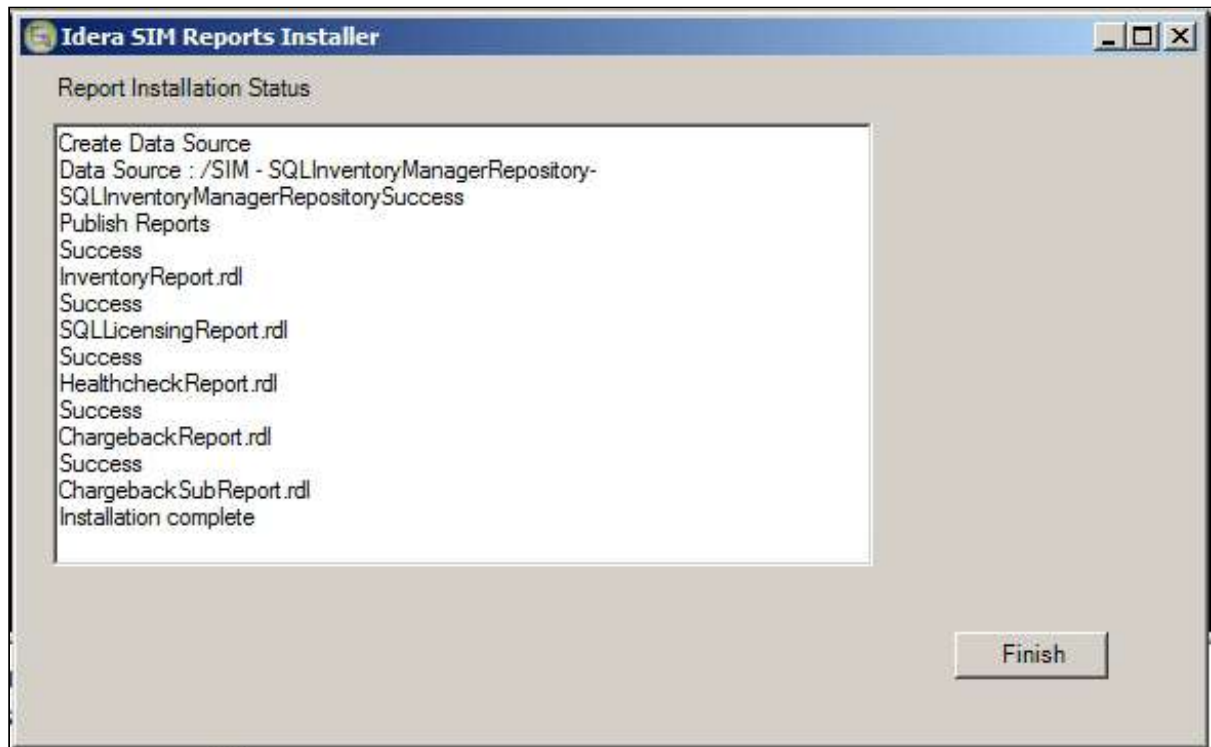 Idera SIM Reports Installer
Report Installation Status
Create Data Source
Data Source : /SIM - SQLInventoryManagerRepository-
SQLInventoryManagerRepositorySuccess
Publish Reports
Success
InventoryReport.rdl
Success
SQLLicensingReport.rdl
Success
HealthcheckReport.rdl
Success
ChargebackReport.rdl
Success
ChargebackSubReport.rdl
Installation complete
Finish